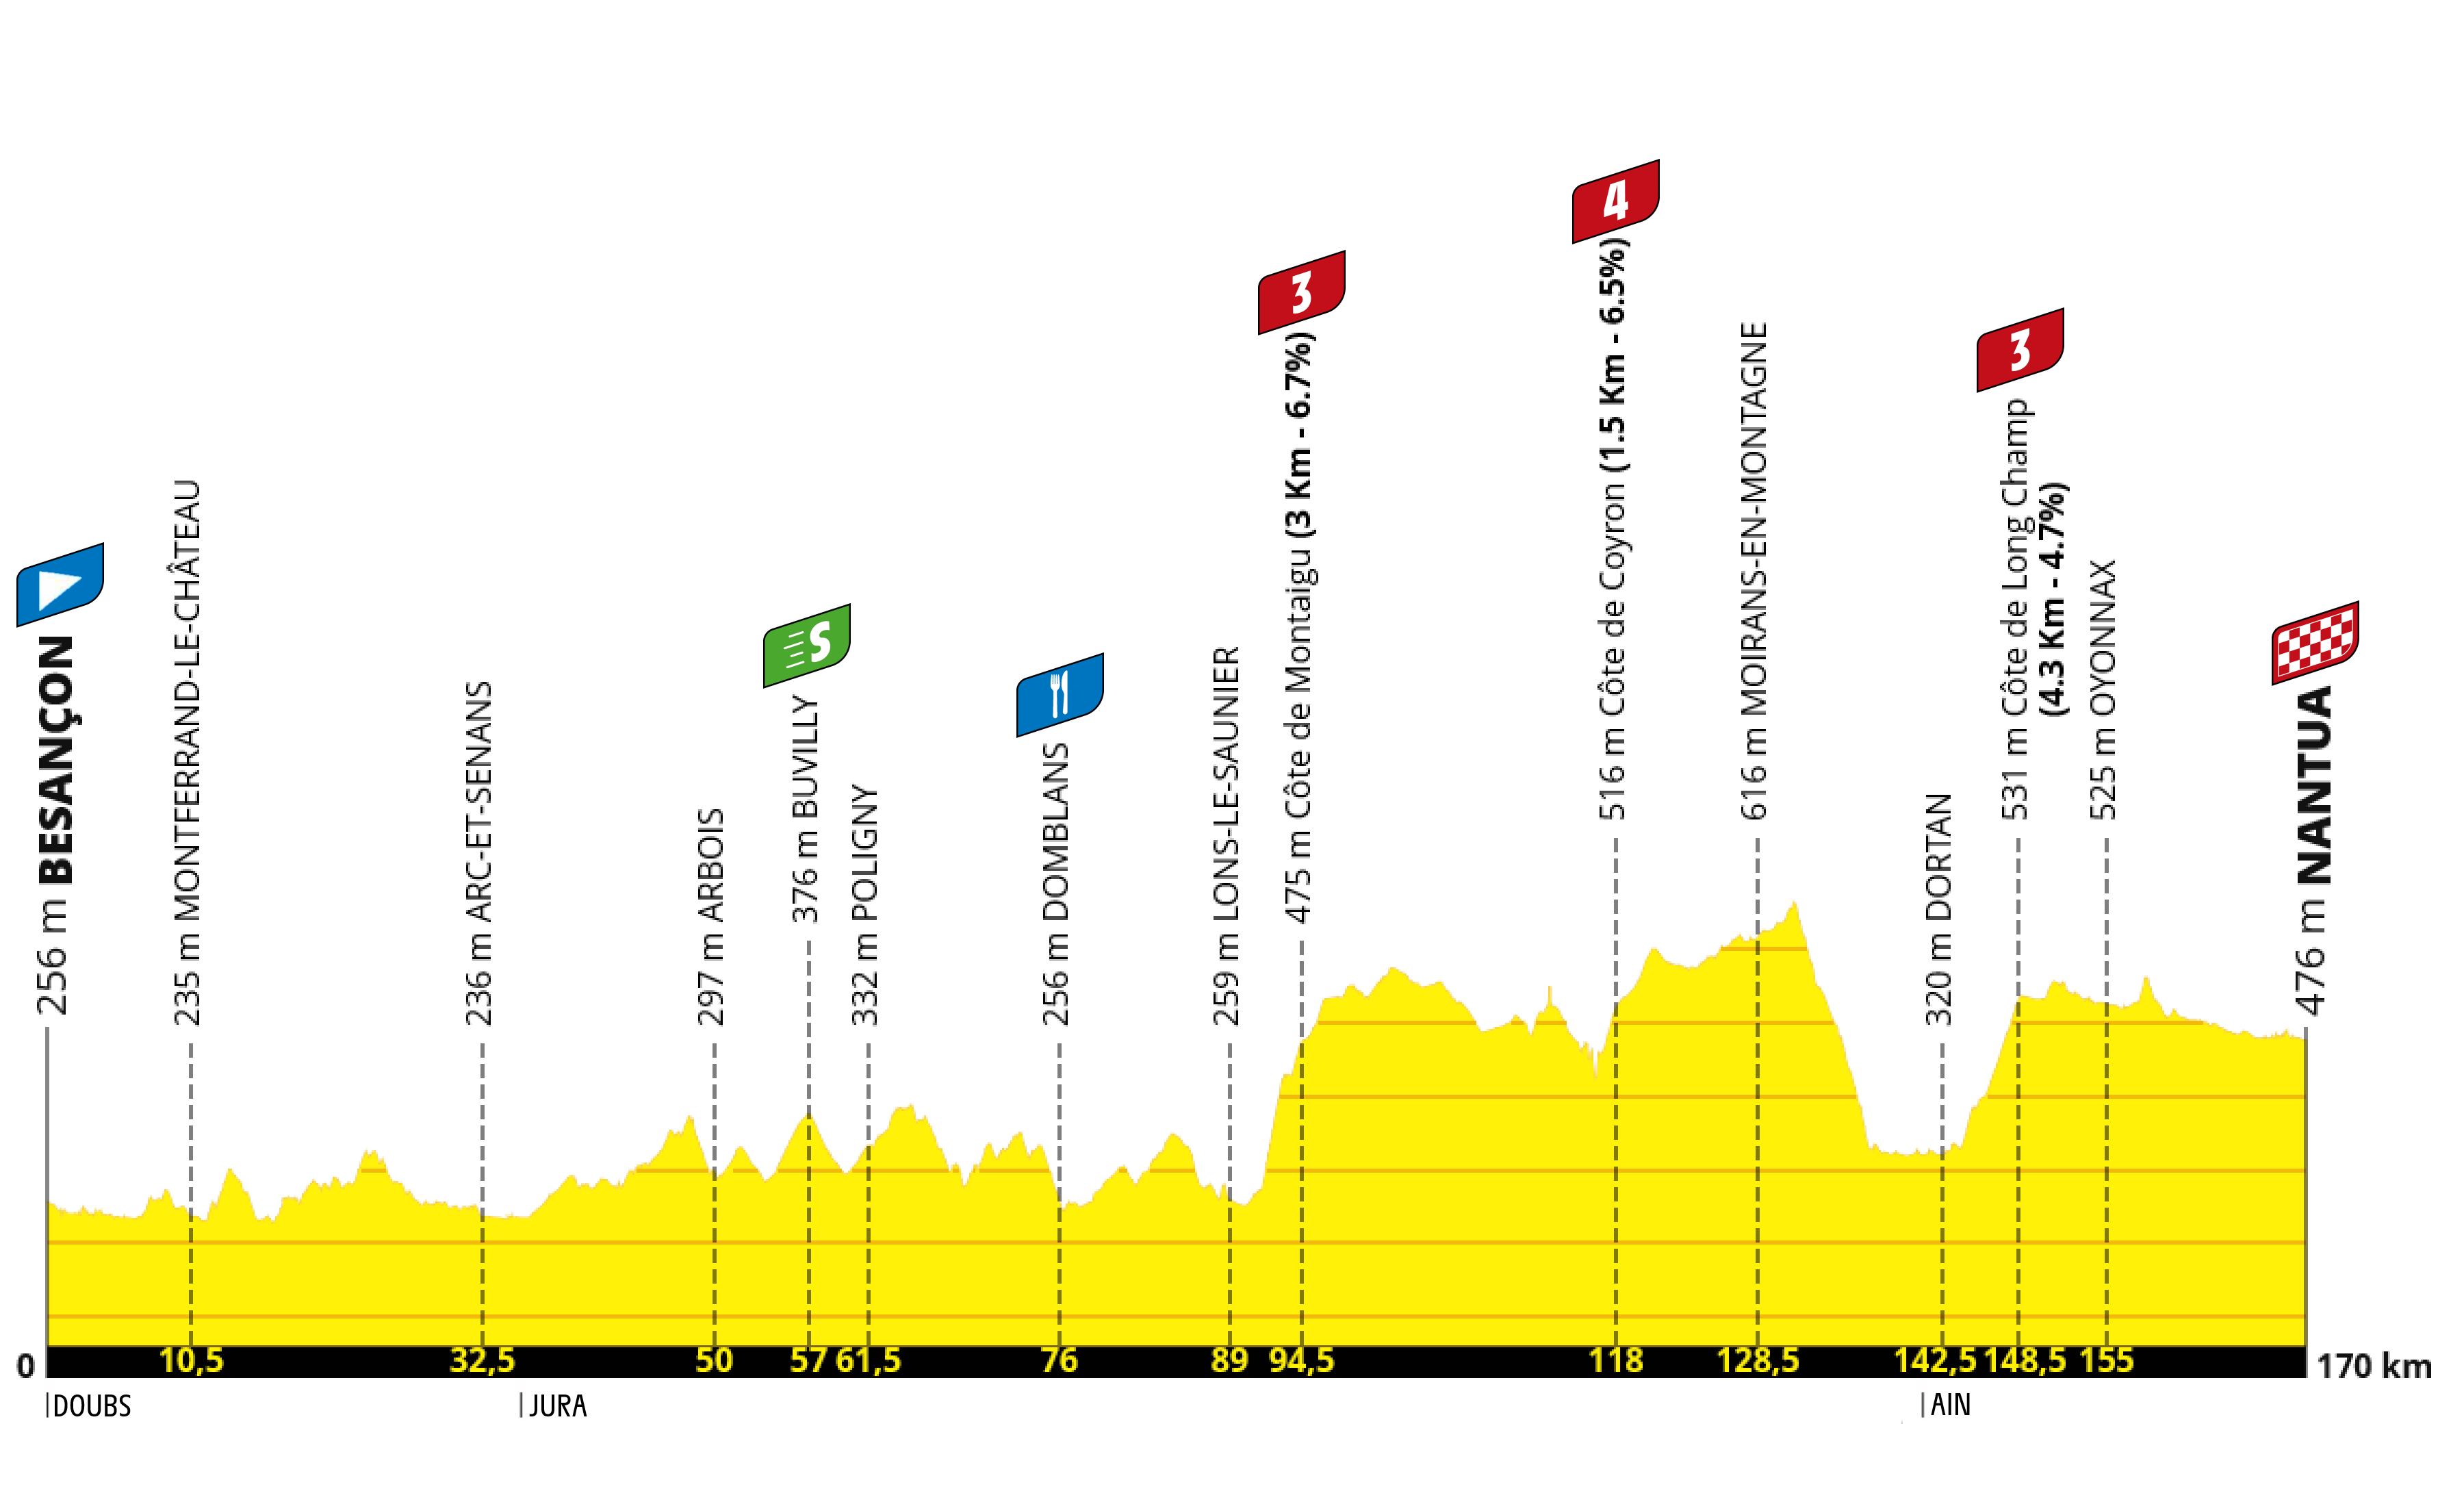 256 m BESANÇON
235 m MONTFERRAND-LE-CHÂTEAU
236 m ARC-ET-SENANS
297 m ARBOIS
S
376 m BUVILLY
332 m POLIGNY
256 m DOMBLANS
259 m LONS-LE-SAUNIER
3
475 m Côte de Montaigu (3 Km - 6.7%)
4
516 m Côte de Coyron (1.5 Km - 6.5%)
616 m MOIRANS-EN-MONTAGNE
320 m DORTAN
3
531 m Côte de Long Champ
(4.3 Km - 4.7%)
525 m OYONNAX
476 m NANTUA
0 10,5 32,5 50 57 61,5 76 89 94,5 118 128,5 142,5 148,5 155 170 km
DOUBS JURA AIN